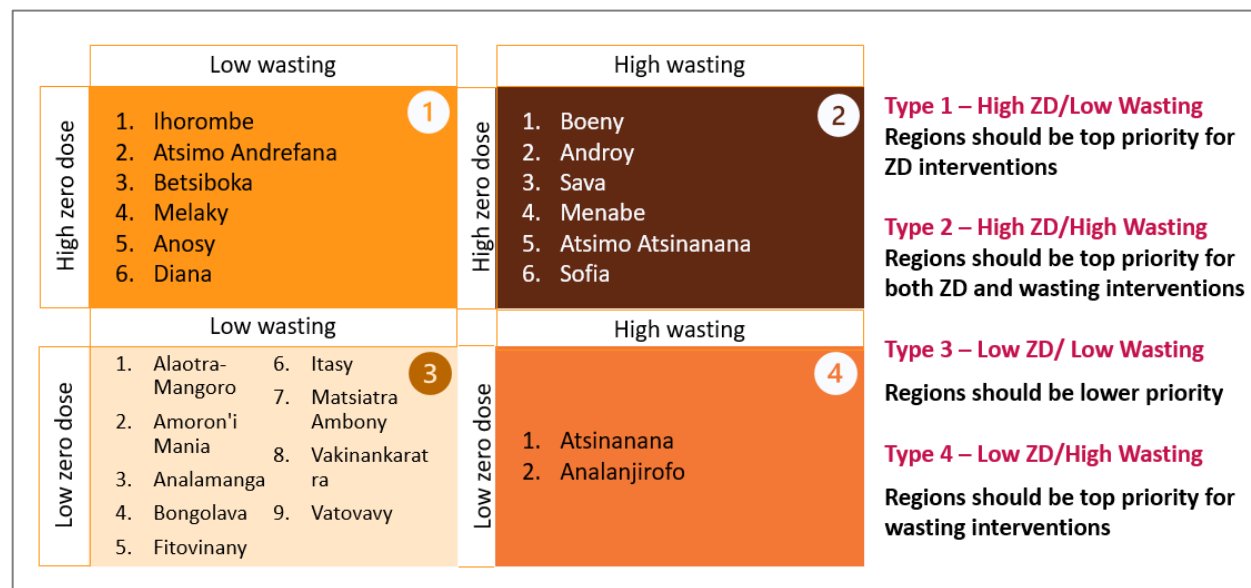 Low wasting
High wasting
High zero dose
1. Ihorombe
2. Atsimo Andrefana
3. Betsiboka
4. Melaky
5. Anosy
6. Diana
1
High zero dose
1. Boeny
2. Androy
3. Sava
4. Menabe
5. Atsimo Atsinanana
6. Sofia
2
Low wasting
High wasting
Low zero dose
1. Alaotra-
Mangoro
2. Amoron'i
Mania
3. Analamanga
4. Bongolava
5. Fitovinany
6. Itasy
7. Matsiatra
Ambony
8. Vakinankarat
ra
9. Vatovavy
3
Low zero dose
1. Atsinanana
2. Analanjirofo
4
Type 1 – High ZD/Low Wasting
Regions should be top priority for
ZD interventions
Type 2 – High ZD/High Wasting
Regions should be top priority for
both ZD and wasting interventions
Type 3 – Low ZD/ Low Wasting
Regions should be lower priority
Type 4 – Low ZD/High Wasting
Regions should be top priority for
wasting interventions